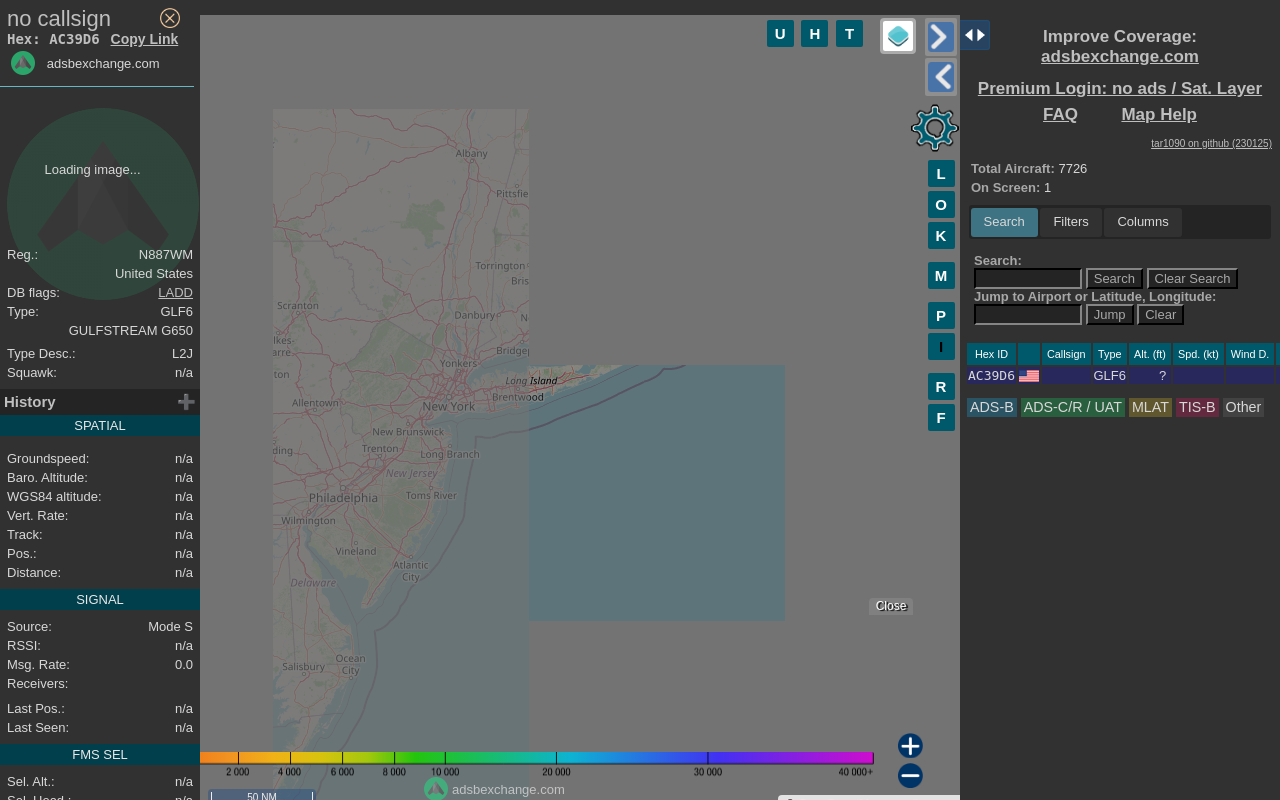 no callsign
Hex: AC39D6 Copy Link
adsbexchange.com
Loading image...
Reg.: N887WM
United States
DB flags: LADD
Type: GLF6
GULFSTREAM G650
Type Desc.: L2J
Squawk: n/a
History
SPATIAL
Groundspeed: n/a
Baro. Altitude: n/a
WGS84 altitude: n/a
Vert. Rate: n/a
Track: n/a
Pos.: n/a
Distance: n/a
SIGNAL
Source: Mode S
RSSI: n/a
Msg. Rate: 0.0
Receivers:
Last Pos.: n/a
Last Seen: n/a
FMS SEL
Sel. Alt.: n/a
Sel. Head.: n/a
U H T
L
O
K
M
P
I
R
F
Albany
Pittsfie
Torrington
Bris
Scranton
Danbury
N
lkes-
arre
Bridgep
Yonkers
ton
Long Island
Brentwood
Allentown
New York
New Brunswick
ding
Trenton
Long Branch
New Jersey
Philadelphia
Toms River
Wilmington
Vineland
Atlantic
City
Delaware
Ocean
City
Salisbury
Close
2 000 4 000 6 000 8 000 10 000 20 000 30 000 40 000+
adsbexchange.com
50 NM
Improve Coverage:
adsbexchange.com
Premium Login: no ads / Sat. Layer
FAQ Map Help
tar1090 on github (230125)
Total Aircraft: 7726
On Screen: 1
Search Filters Columns
Search:
Search Clear Search
Jump to Airport or Latitude, Longitude:
Jump Clear
Hex ID Callsign Type Alt. (ft) Spd. (kt) Wind D.
AC39D6 GLF6 ?
ADS-B ADS-C/R / UAT MLAT TIS-B Other